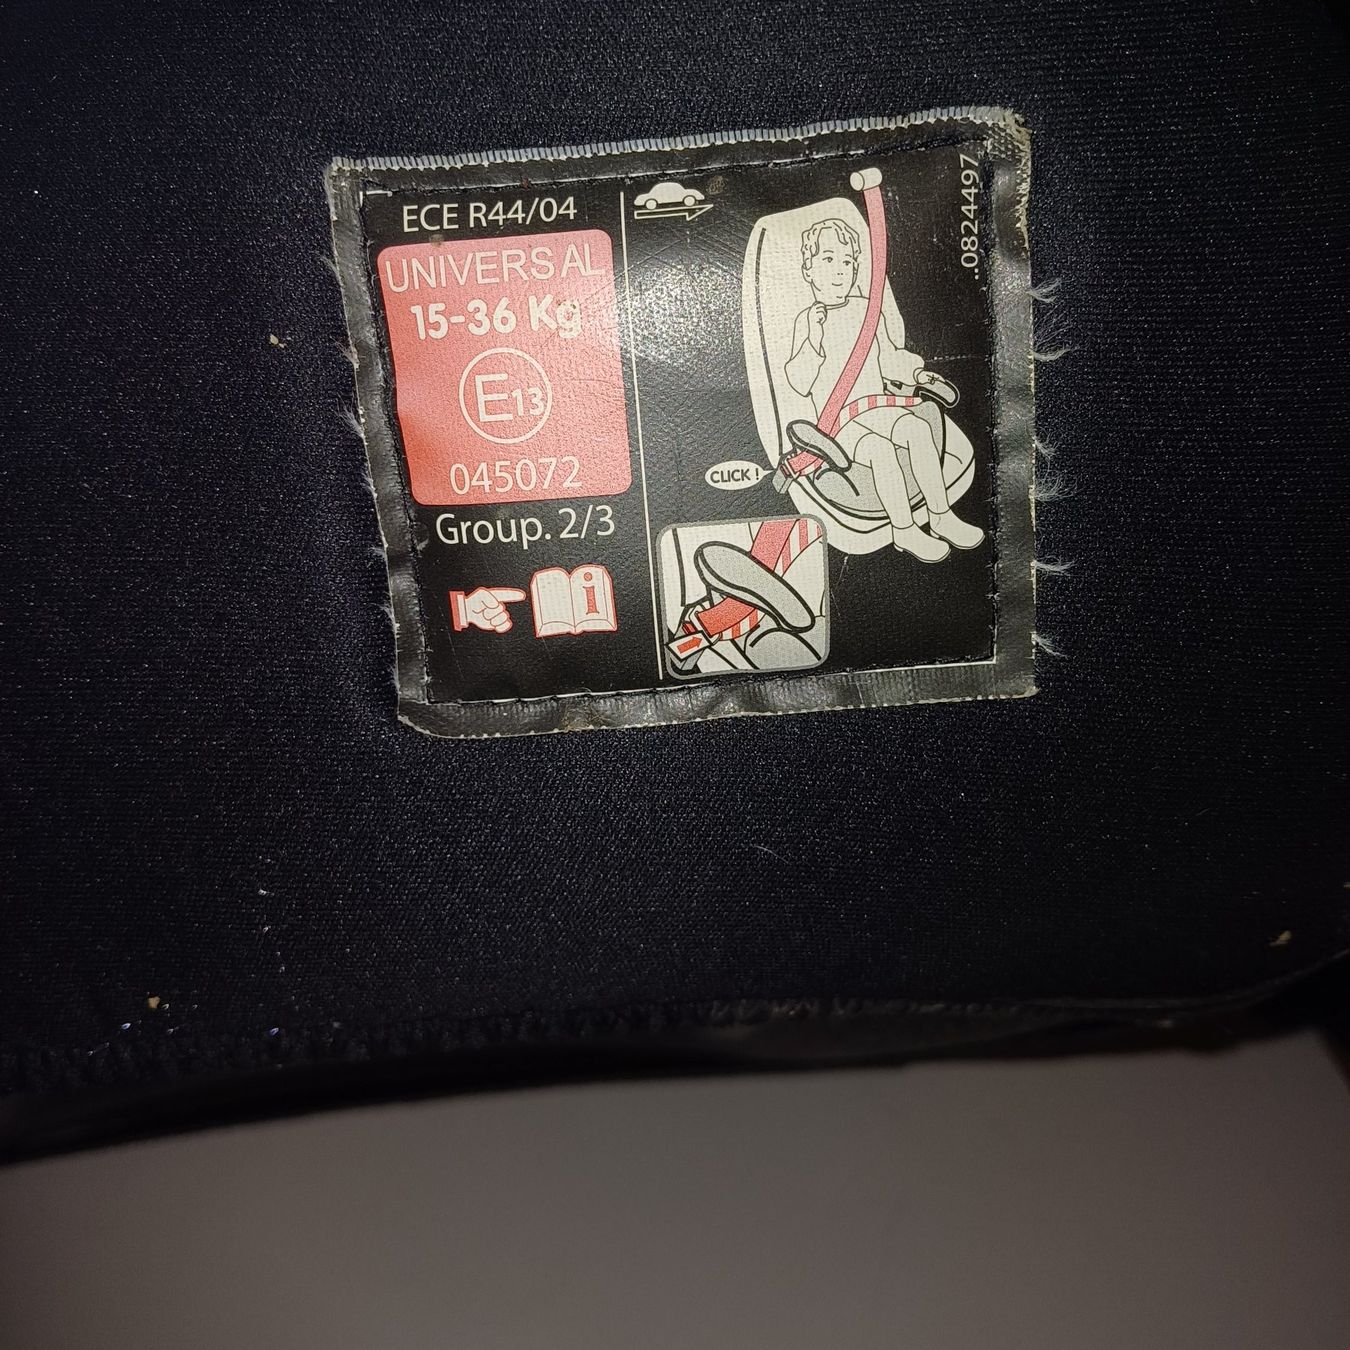 ECE R44/04
UNIVERSAL
15-36 Kg
E13
045072
Group. 2/3
i
CLICK !
..0824497